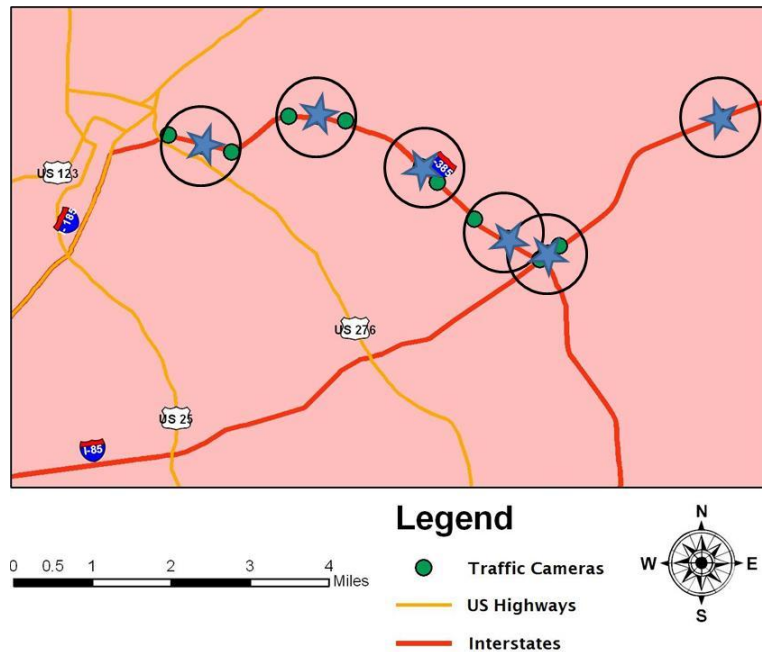 US 123
I-185
-385
US 276
US 25
I-85
Legend
0 0.5 1 2 3 4
Miles
Traffic Cameras
US Highways
Interstates
N
W E
S